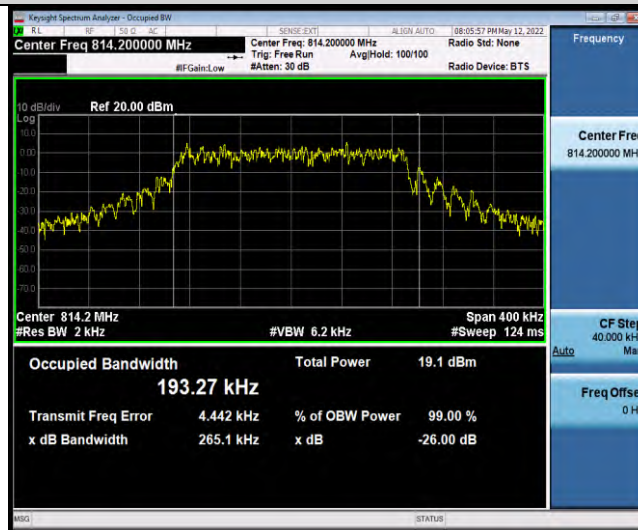 Keysight Spectrum Analyzer - Occupied BW
RL RF 50 Ω AC SENSE:EXT ALIGN AUTO 08:05:57 PM May 12, 2022
Center Freq 814.200000 MHz Center Freq: 814.200000 MHz Radio Std: None
Trig: Free Run Avg|Hold: 100/100
#IFGain:Low #Atten: 30 dB Radio Device: BTS
Frequency
10 dB/div Ref 20.00 dBm
Log
10.0
0.00
-10.0
-20.0
-30.0
-40.0
-50.0
-60.0
-70.0
Center 814.2 MHz Span 400 kHz
#Res BW 2 kHz #VBW 6.2 kHz #Sweep 124 ms
Occupied Bandwidth Total Power 19.1 dBm
193.27 kHz
Transmit Freq Error 4.442 kHz % of OBW Power 99.00 %
x dB Bandwidth 265.1 kHz x dB -26.00 dB
Center Fre
814.200000 MH
CF Step
40.000 kH
Auto Ma
Freq Offse
0 H
MSG STATUS